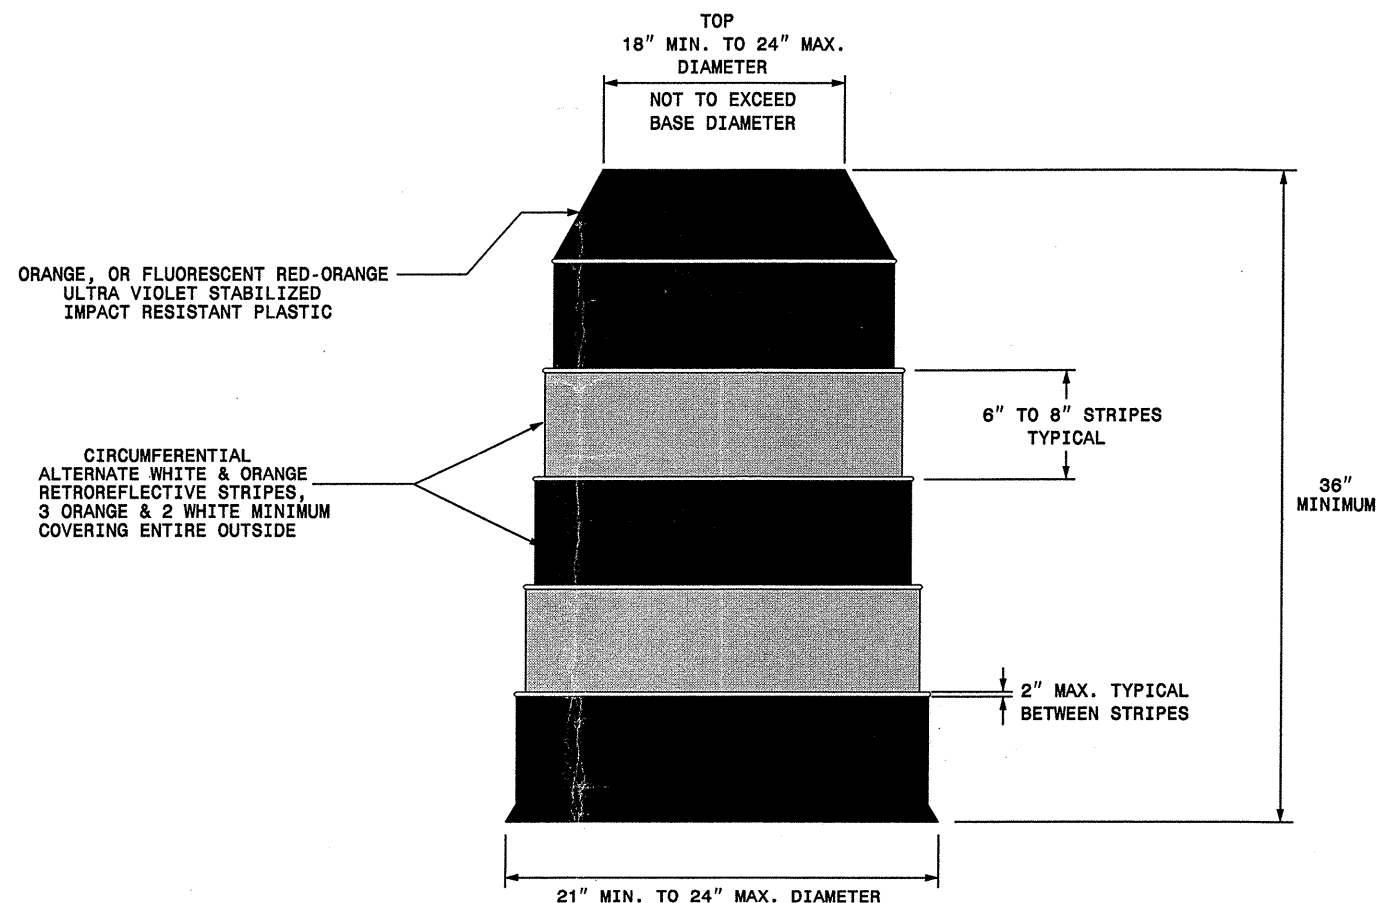 TOP
18" MIN. TO 24" MAX.
DIAMETER
NOT TO EXCEED
BASE DIAMETER
ORANGE, OR FLUORESCENT RED-ORANGE
ULTRA VIOLET STABILIZED
IMPACT RESISTANT PLASTIC
6" TO 8" STRIPES
TYPICAL
CIRCUMFERENTIAL
ALTERNATE WHITE & ORANGE
RETROREFLECTIVE STRIPES,
3 ORANGE & 2 WHITE MINIMUM
COVERING ENTIRE OUTSIDE
36"
MINIMUM
2" MAX. TYPICAL
BETWEEN STRIPES
21" MIN. TO 24" MAX. DIAMETER